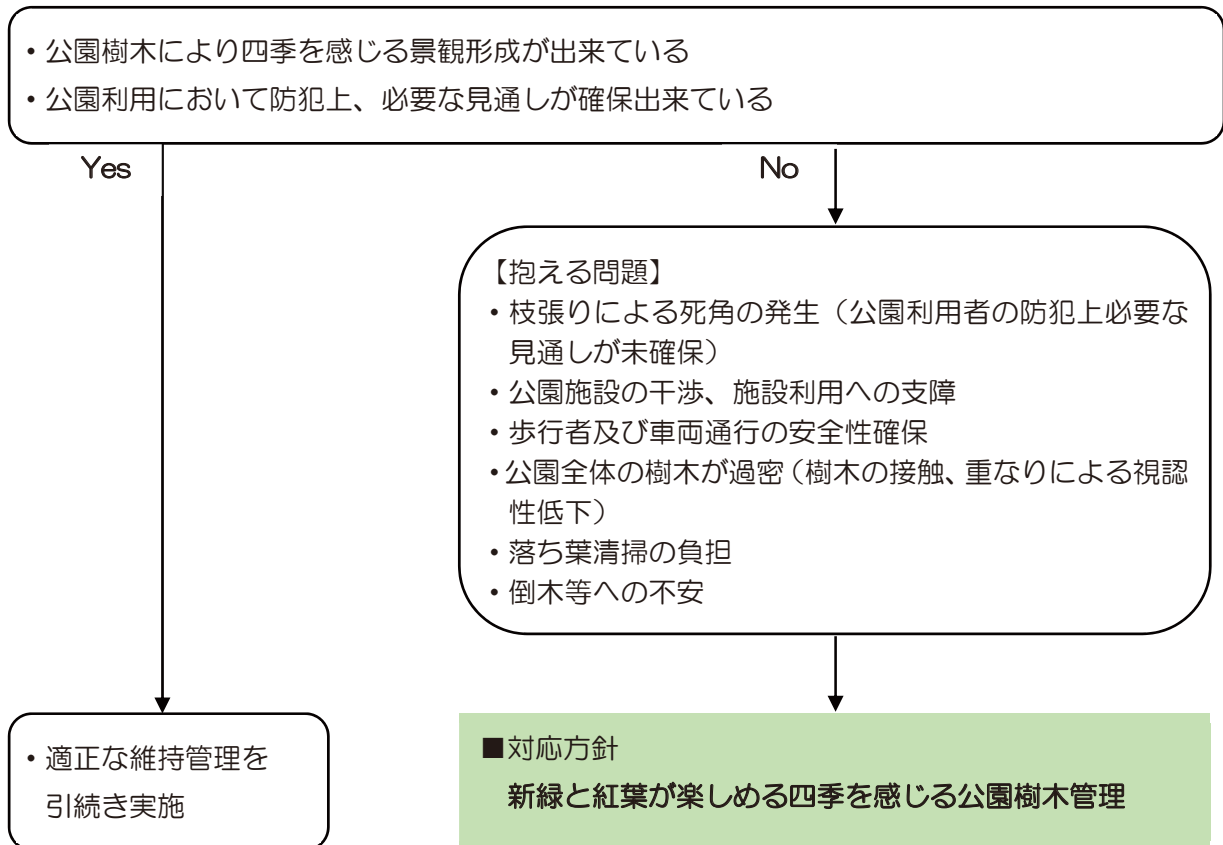 ・公園樹木により四季を感じる景観形成が出来ている
・公園利用において防犯上、必要な見通しが確保出来ている
Yes
No
【抱える問題】
・枝張りによる死角の発生（公園利用者の防犯上必要な
見通しが未確保）
・公園施設の干渉、施設利用への支障
・歩行者及び車両通行の安全性確保
・公園全体の樹木が過密（樹木の接触、重なりによる視認
性低下）
・落ち葉清掃の負担
・倒木等への不安
・適正な維持管理を
引続き実施
■対応方針
新緑と紅葉が楽しめる四季を感じる公園樹木管理